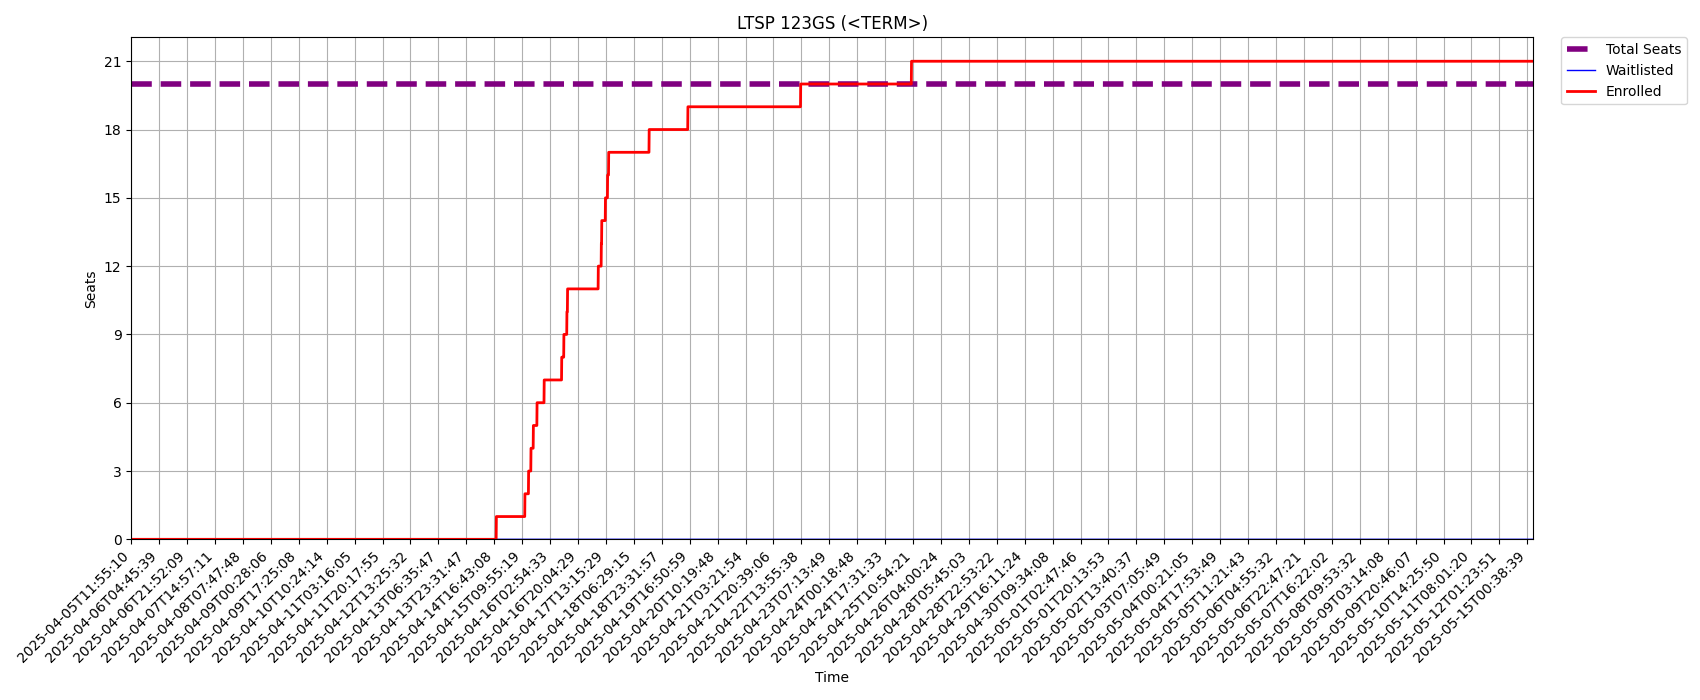 LTSP 123GS (<TERM>)
Total Seats
Waitlisted
Enrolled
Seats
21
18
15
12
9
6
3
0
2025-04-05T11:55:10
2025-04-06T04:45:39
2025-04-06T21:52:09
2025-04-07T14:57:11
2025-04-08T07:47:48
2025-04-09T00:28:06
2025-04-09T17:25:08
2025-04-10T10:24:14
2025-04-11T03:16:05
2025-04-11T20:17:55
2025-04-12T13:25:32
2025-04-13T06:35:47
2025-04-13T23:31:47
2025-04-14T16:43:08
2025-04-15T09:55:19
2025-04-16T02:54:33
2025-04-16T20:04:29
2025-04-17T13:15:29
2025-04-18T06:29:15
2025-04-18T23:31:57
2025-04-19T16:50:59
2025-04-20T10:19:48
2025-04-21T03:21:54
2025-04-21T20:39:06
2025-04-22T13:55:38
2025-04-23T07:13:49
2025-04-24T00:18:48
2025-04-24T17:31:33
2025-04-25T10:54:21
2025-04-26T04:00:24
2025-04-28T05:45:03
2025-04-28T22:53:22
2025-04-29T16:11:24
2025-04-30T09:34:08
2025-05-01T02:47:46
2025-05-01T20:13:53
2025-05-02T13:40:37
2025-05-03T07:05:49
2025-05-04T00:21:05
2025-05-04T17:53:49
2025-05-05T11:21:43
2025-05-06T04:55:32
2025-05-06T22:47:21
2025-05-07T16:22:02
2025-05-08T09:53:32
2025-05-09T03:14:08
2025-05-09T20:46:07
2025-05-10T14:25:50
2025-05-11T08:01:20
2025-05-12T01:23:51
2025-05-15T00:38:39
Time